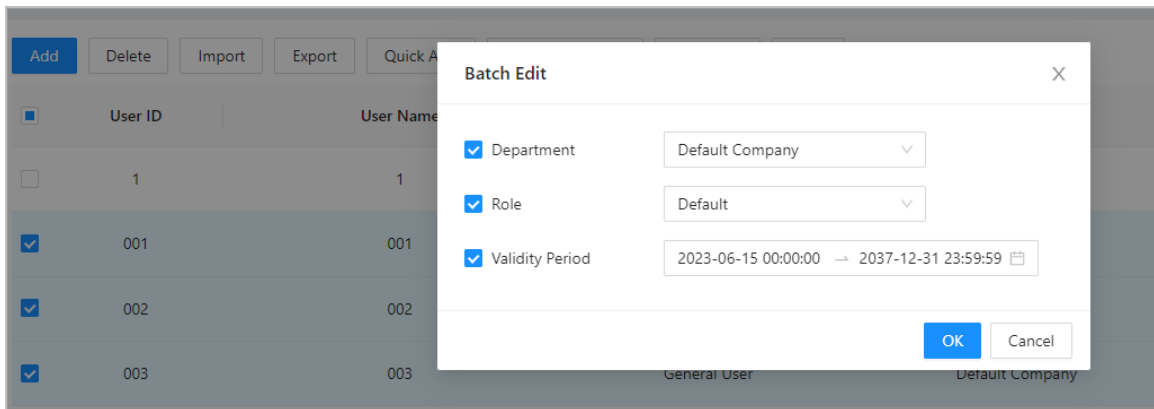 Add Delete Import Export Quick A
Batch Edit
User ID User Name
Department Default Company
1 1
Role Default
001 001
Validity Period 2023-06-15 00:00:00 → 2037-12-31 23:59:59
002 002
OK Cancel
003 003 General User Default Company